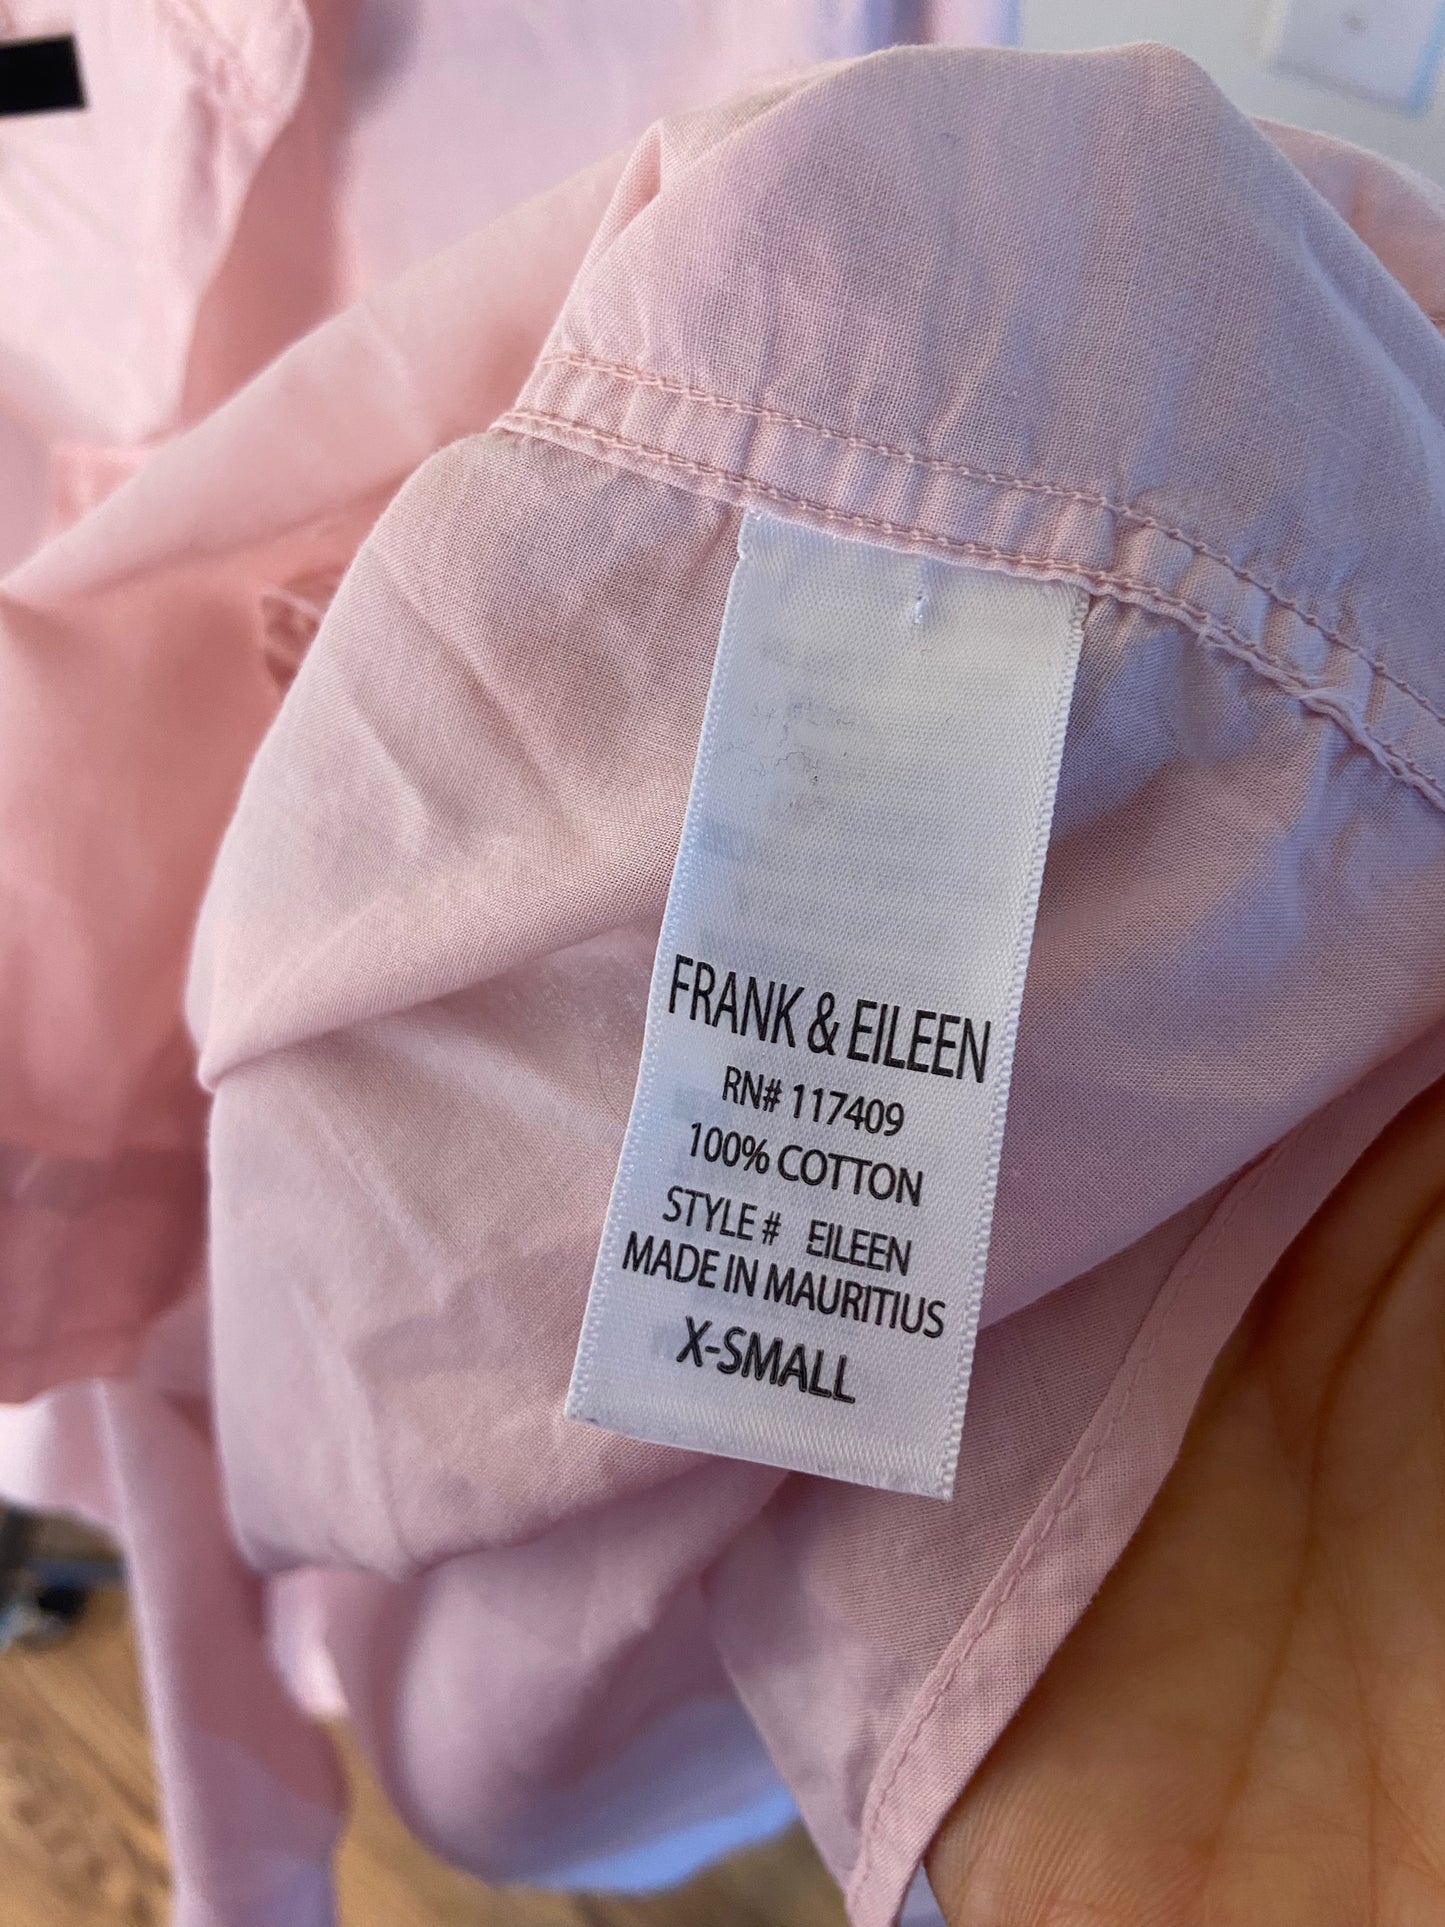 FRANK & EILEEN
RN# 117409
100% COTTON
STYLE # EILEEN
MADE IN MAURITIUS
X-SMALL